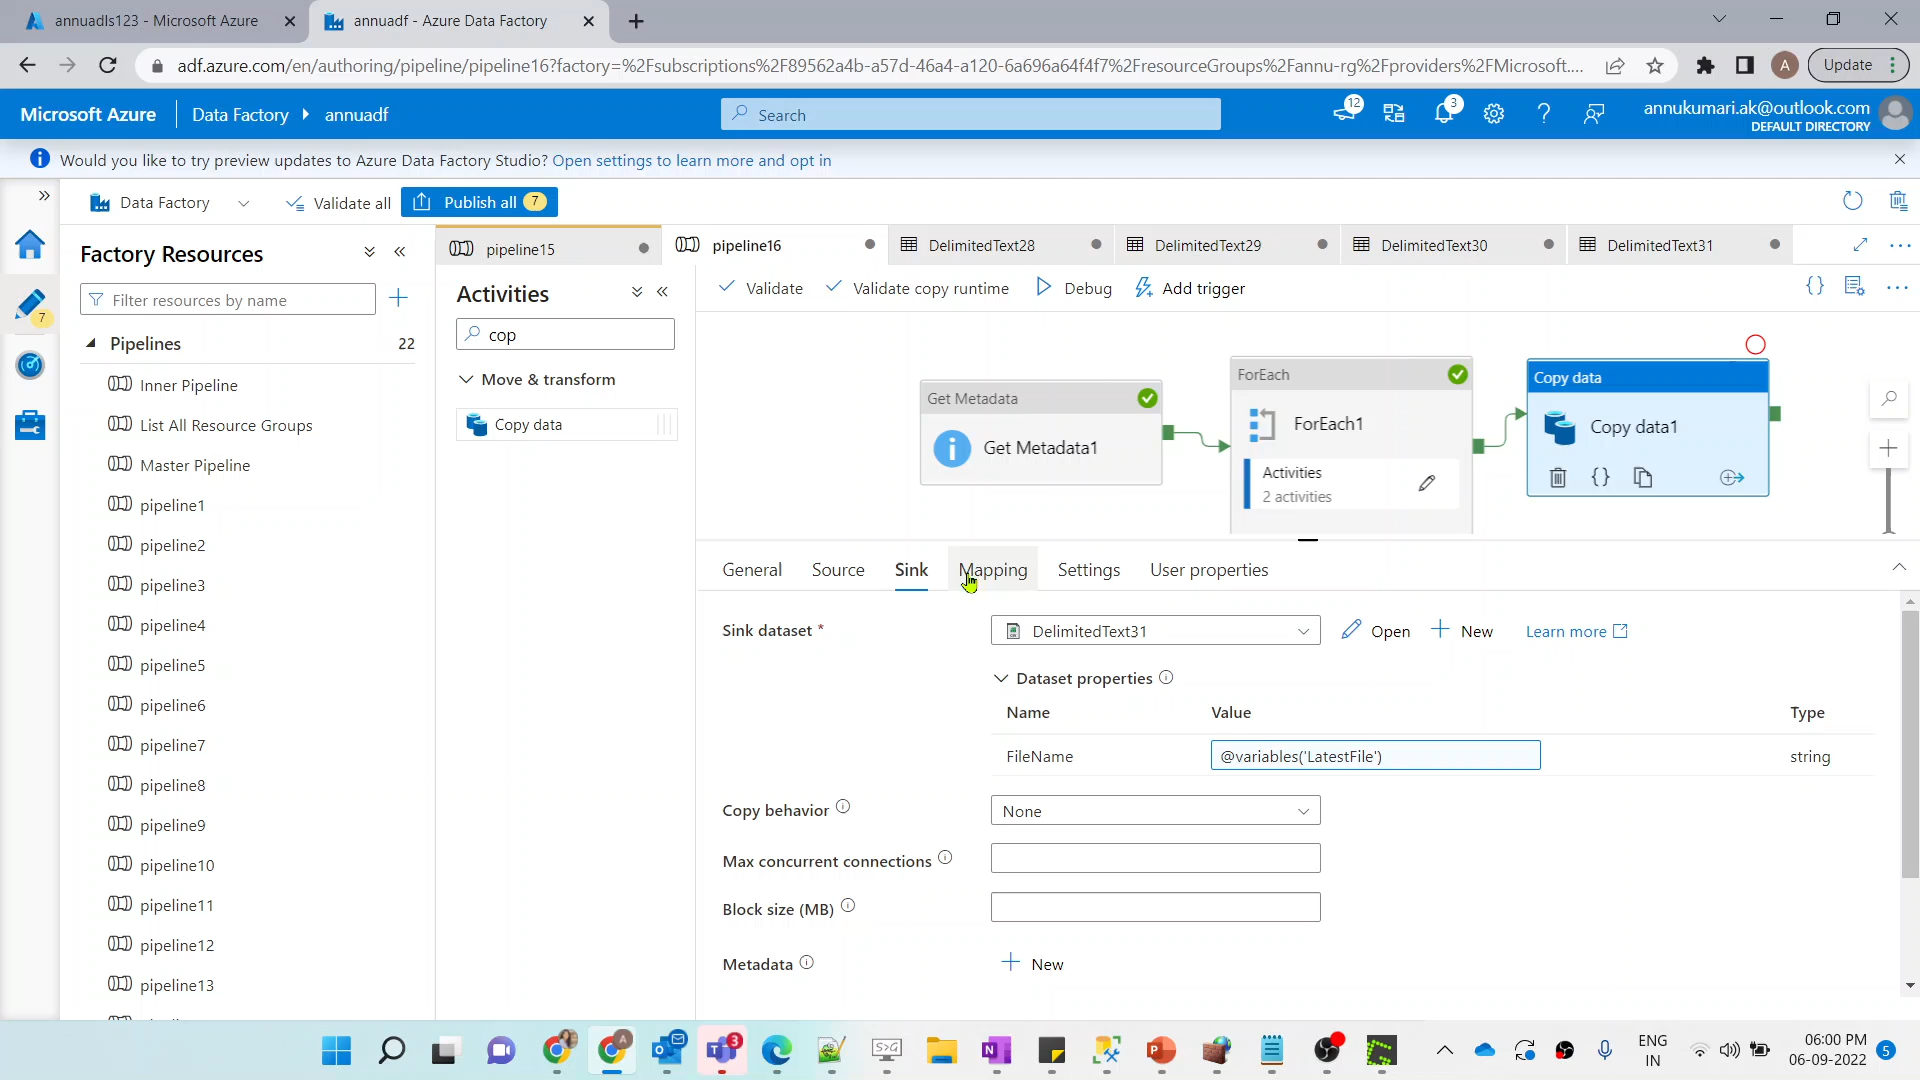 annuadls123 - Microsoft Azure
annuadf - Azure Data Factory
adf.azure.com/en/authoring/pipeline/pipeline16?factory=%2Fsubscriptions%2F89562a4b-a57d-46a4-a120-6a696a64f4f7%2FresourceGroups%2Fannu-rg%2Fproviders%2FMicrosoft....
A
Update
Microsoft Azure
Data Factory
annuadf
Search
12
3
annukumari.ak@outlook.com
DEFAULT DIRECTORY
Would you like to try preview updates to Azure Data Factory Studio? Open settings to learn more and opt in
Data Factory
Validate all
Publish all
7
Factory Resources
Filter resources by name
7
Pipelines
22
Inner Pipeline
List All Resource Groups
Master Pipeline
pipeline1
pipeline2
pipeline3
pipeline4
pipeline5
pipeline6
pipeline7
pipeline8
pipeline9
pipeline10
pipeline11
pipeline12
pipeline13
pipeline15
pipeline16
DelimitedText28
DelimitedText29
DelimitedText30
DelimitedText31
Activities
cop
Move & transform
Copy data
Validate
Validate copy runtime
Debug
Add trigger
Get Metadata
Get Metadata1
ForEach
ForEach1
Activities
2 activities
Copy data
Copy data1
General
Source
Sink
Mapping
Settings
User properties
Sink dataset *
DelimitedText31
Open
New
Learn more
Dataset properties
Name
Value
Type
FileName
@variables('LatestFile')
string
Copy behavior
None
Max concurrent connections
Block size (MB)
Metadata
New
A
3
S>G
N
P
ENG
IN
06:00 PM
06-09-2022
5